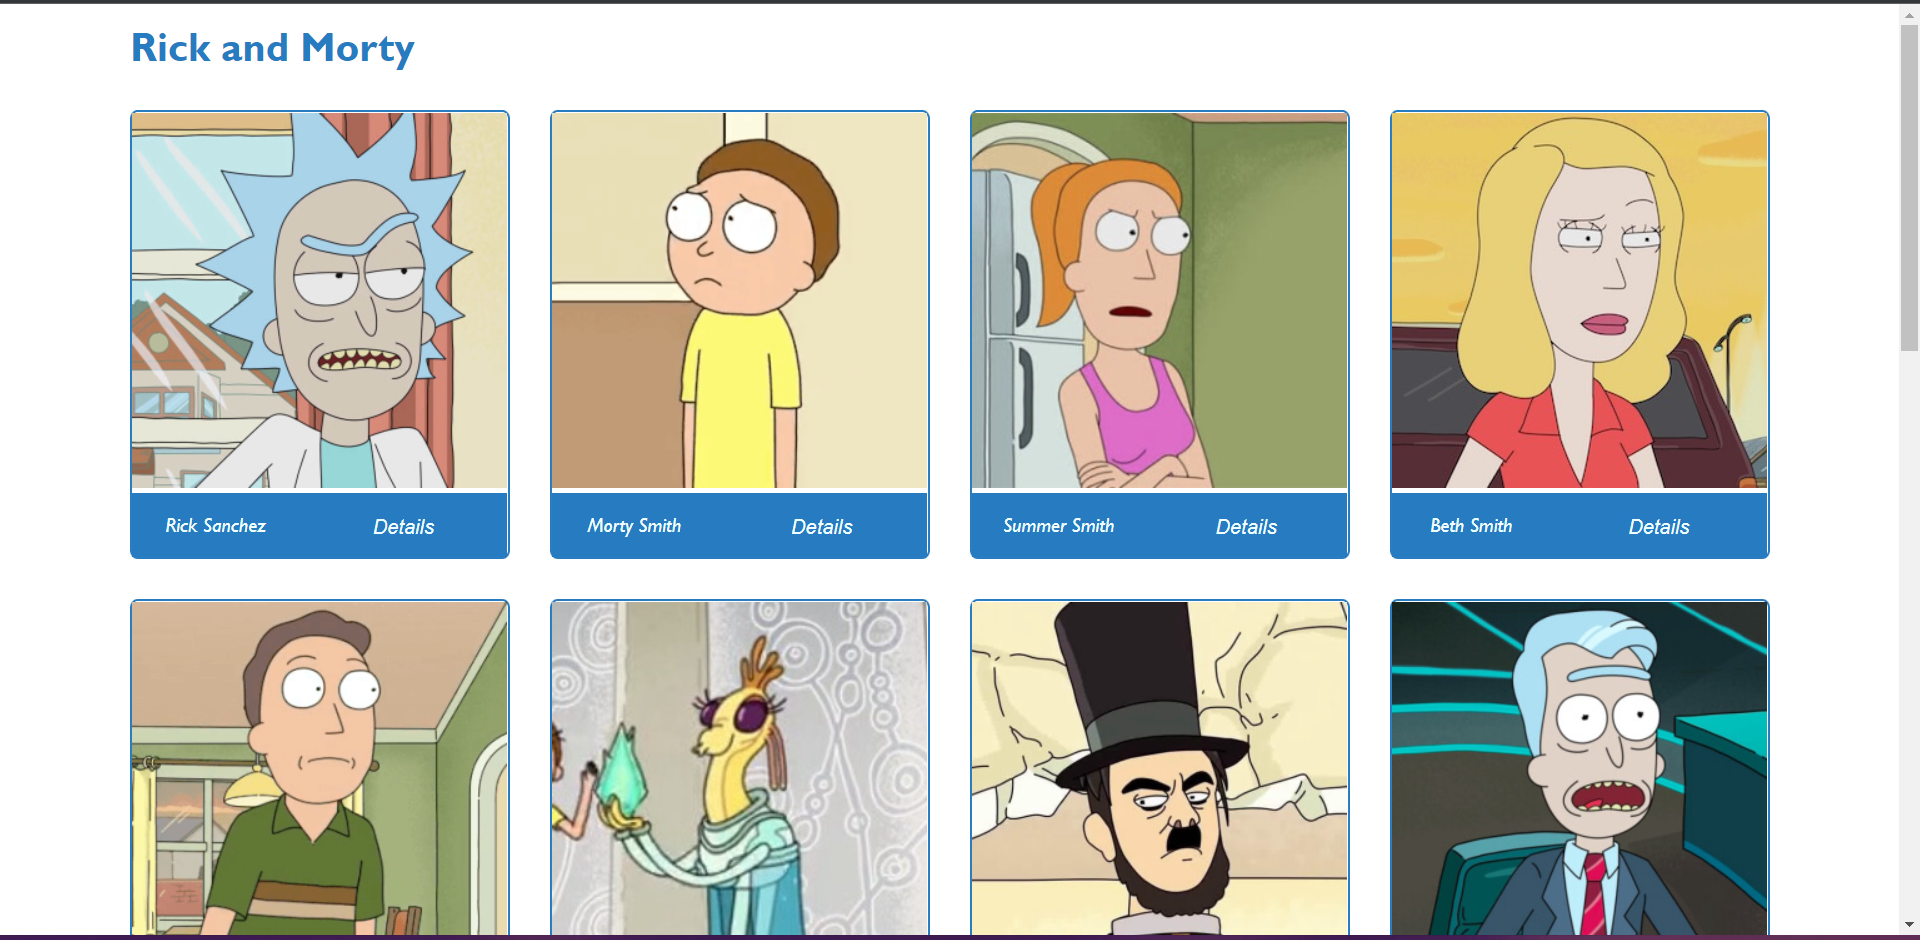 Rick and Morty
Rick Sanchez Details
Morty Smith Details
Summer Smith Details
Beth Smith Details